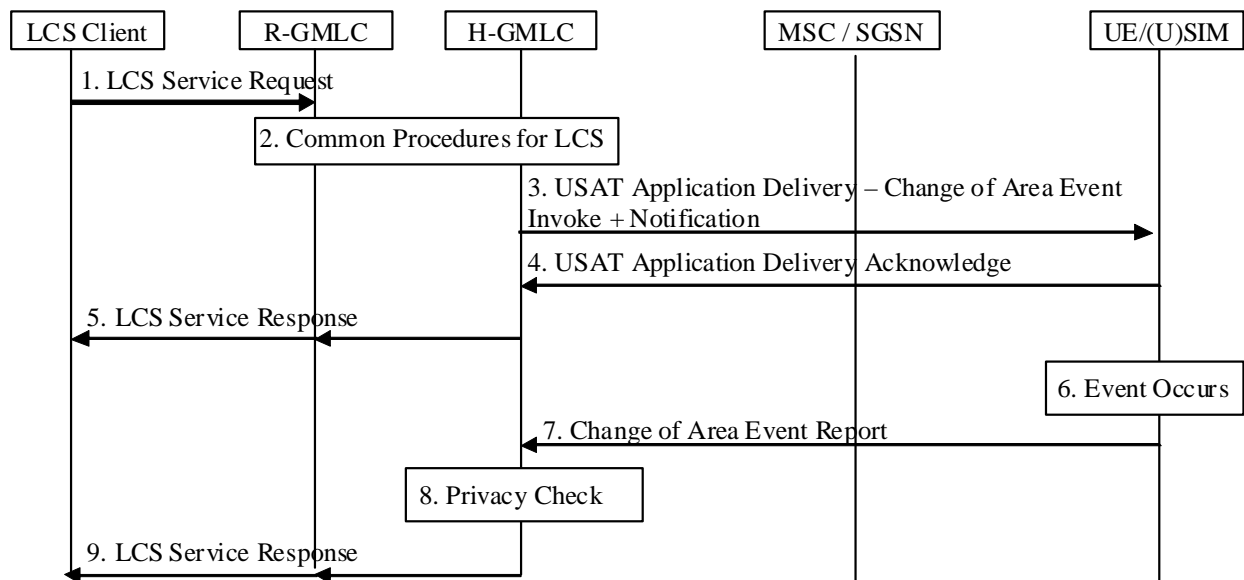 LCS Client
R-GMLC
H-GMLC
MSC / SGSN
UE/(U)SIM
1. LCS Service Request
2. Common Procedures for LCS
3. USAT Application Delivery – Change of Area Event
Invoke + Notification
4. USAT Application Delivery Acknowledge
5. LCS Service Response
6. Event Occurs
7. Change of Area Event Report
8. Privacy Check
9. LCS Service Response